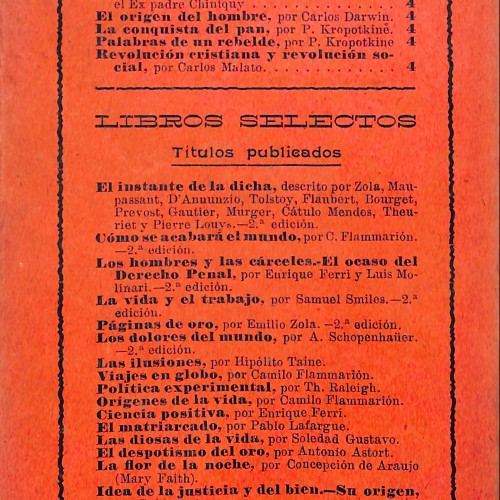 el Ex padre Chiniquy . . . . . . . . . . . . 4
El origen del hombre, por Carlos Darwin. 4
La conquista del pan, por P. Kropotkine. 4
Palabras de un rebelde, por P. Kropotkine 4
Revolución cristiana y revolución so-
cial, por Carlos Malato. . . . . . . . . . . . 4
LIBROS SELECTOS
Títulos publicados
El instante de la dicha, descrito por Zola, Mau-
passant, D'Annunzio, Tolstoy, Flaubert, Bourget,
Prevost, Gautier, Murger, Cátulo Mendes, Theu-
riet y Pierre Louys.—2.ª edición.
Cómo se acabará el mundo, por C. Flammarión.
—2.ª edición.
Los hombres y las cárceles.-El ocaso del
Derecho Penal, por Enrique Ferri y Luis Mo-
linari.—2.ª edición.
La vida y el trabajo, por Samuel Smiles.—2.ª
edición.
Páginas de oro, por Emilio Zola. —2.ª edición.
Los dolores del mundo, por A. Schopenhaüer.
—2.ª edición.
Las ilusiones, por Hipólito Taine.
Viajes en globo, por Camilo Flammarión.
Política experimental, por Th. Raleigh.
Orígenes de la vida, por Camilo Flammarión.
Ciencia positiva, por Enrique Ferri.
El matriarcado, por Pablo Lafargue.
Las diosas de la vida, por Soledad Gustavo.
El despotismo del oro, por Antonio Astort.
La flor de la noche, por Concepción de Araujo
(Mary Faith).
Idea de la justicia y del bien.—Su origen,